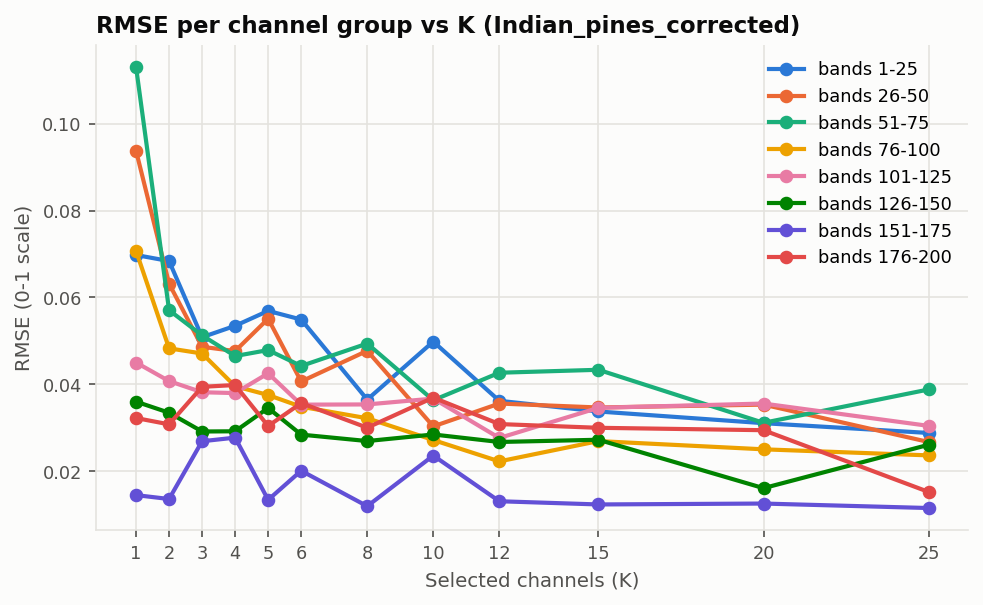 RMSE per channel group vs K (Indian_pines_corrected)
bands 1-25
bands 26-50
bands 51-75
bands 76-100
bands 101-125
bands 126-150
bands 151-175
bands 176-200
RMSE (0-1 scale)
0.10
0.08
0.06
0.04
0.02
1 2 3 4 5 6 8 10 12 15 20 25
Selected channels (K)